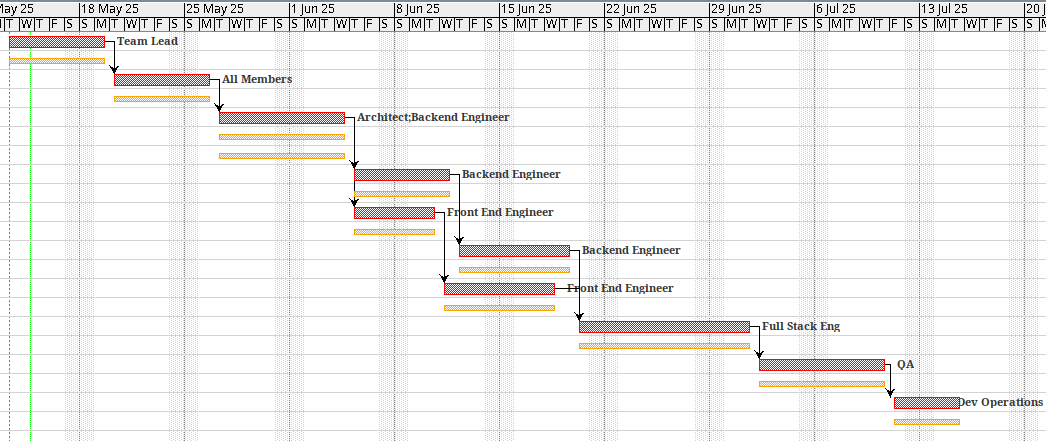 May 25 18 May 25 25 May 25 1 Jun 25 8 Jun 25 15 Jun 25 22 Jun 25 29 Jun 25 6 Jul 25 13 Jul 25 20 J
T W T F S S M T W T F S S M T W T F S S M T W T F S S M T W T F S S M T W T F S S M T W T F S S M T W T F S S M T W T F S S M T W T F S S M
Team Lead
All Members
Architect;Backend Engineer
Backend Engineer
Front End Engineer
Backend Engineer
Front End Engineer
Full Stack Eng
QA
Dev Operations